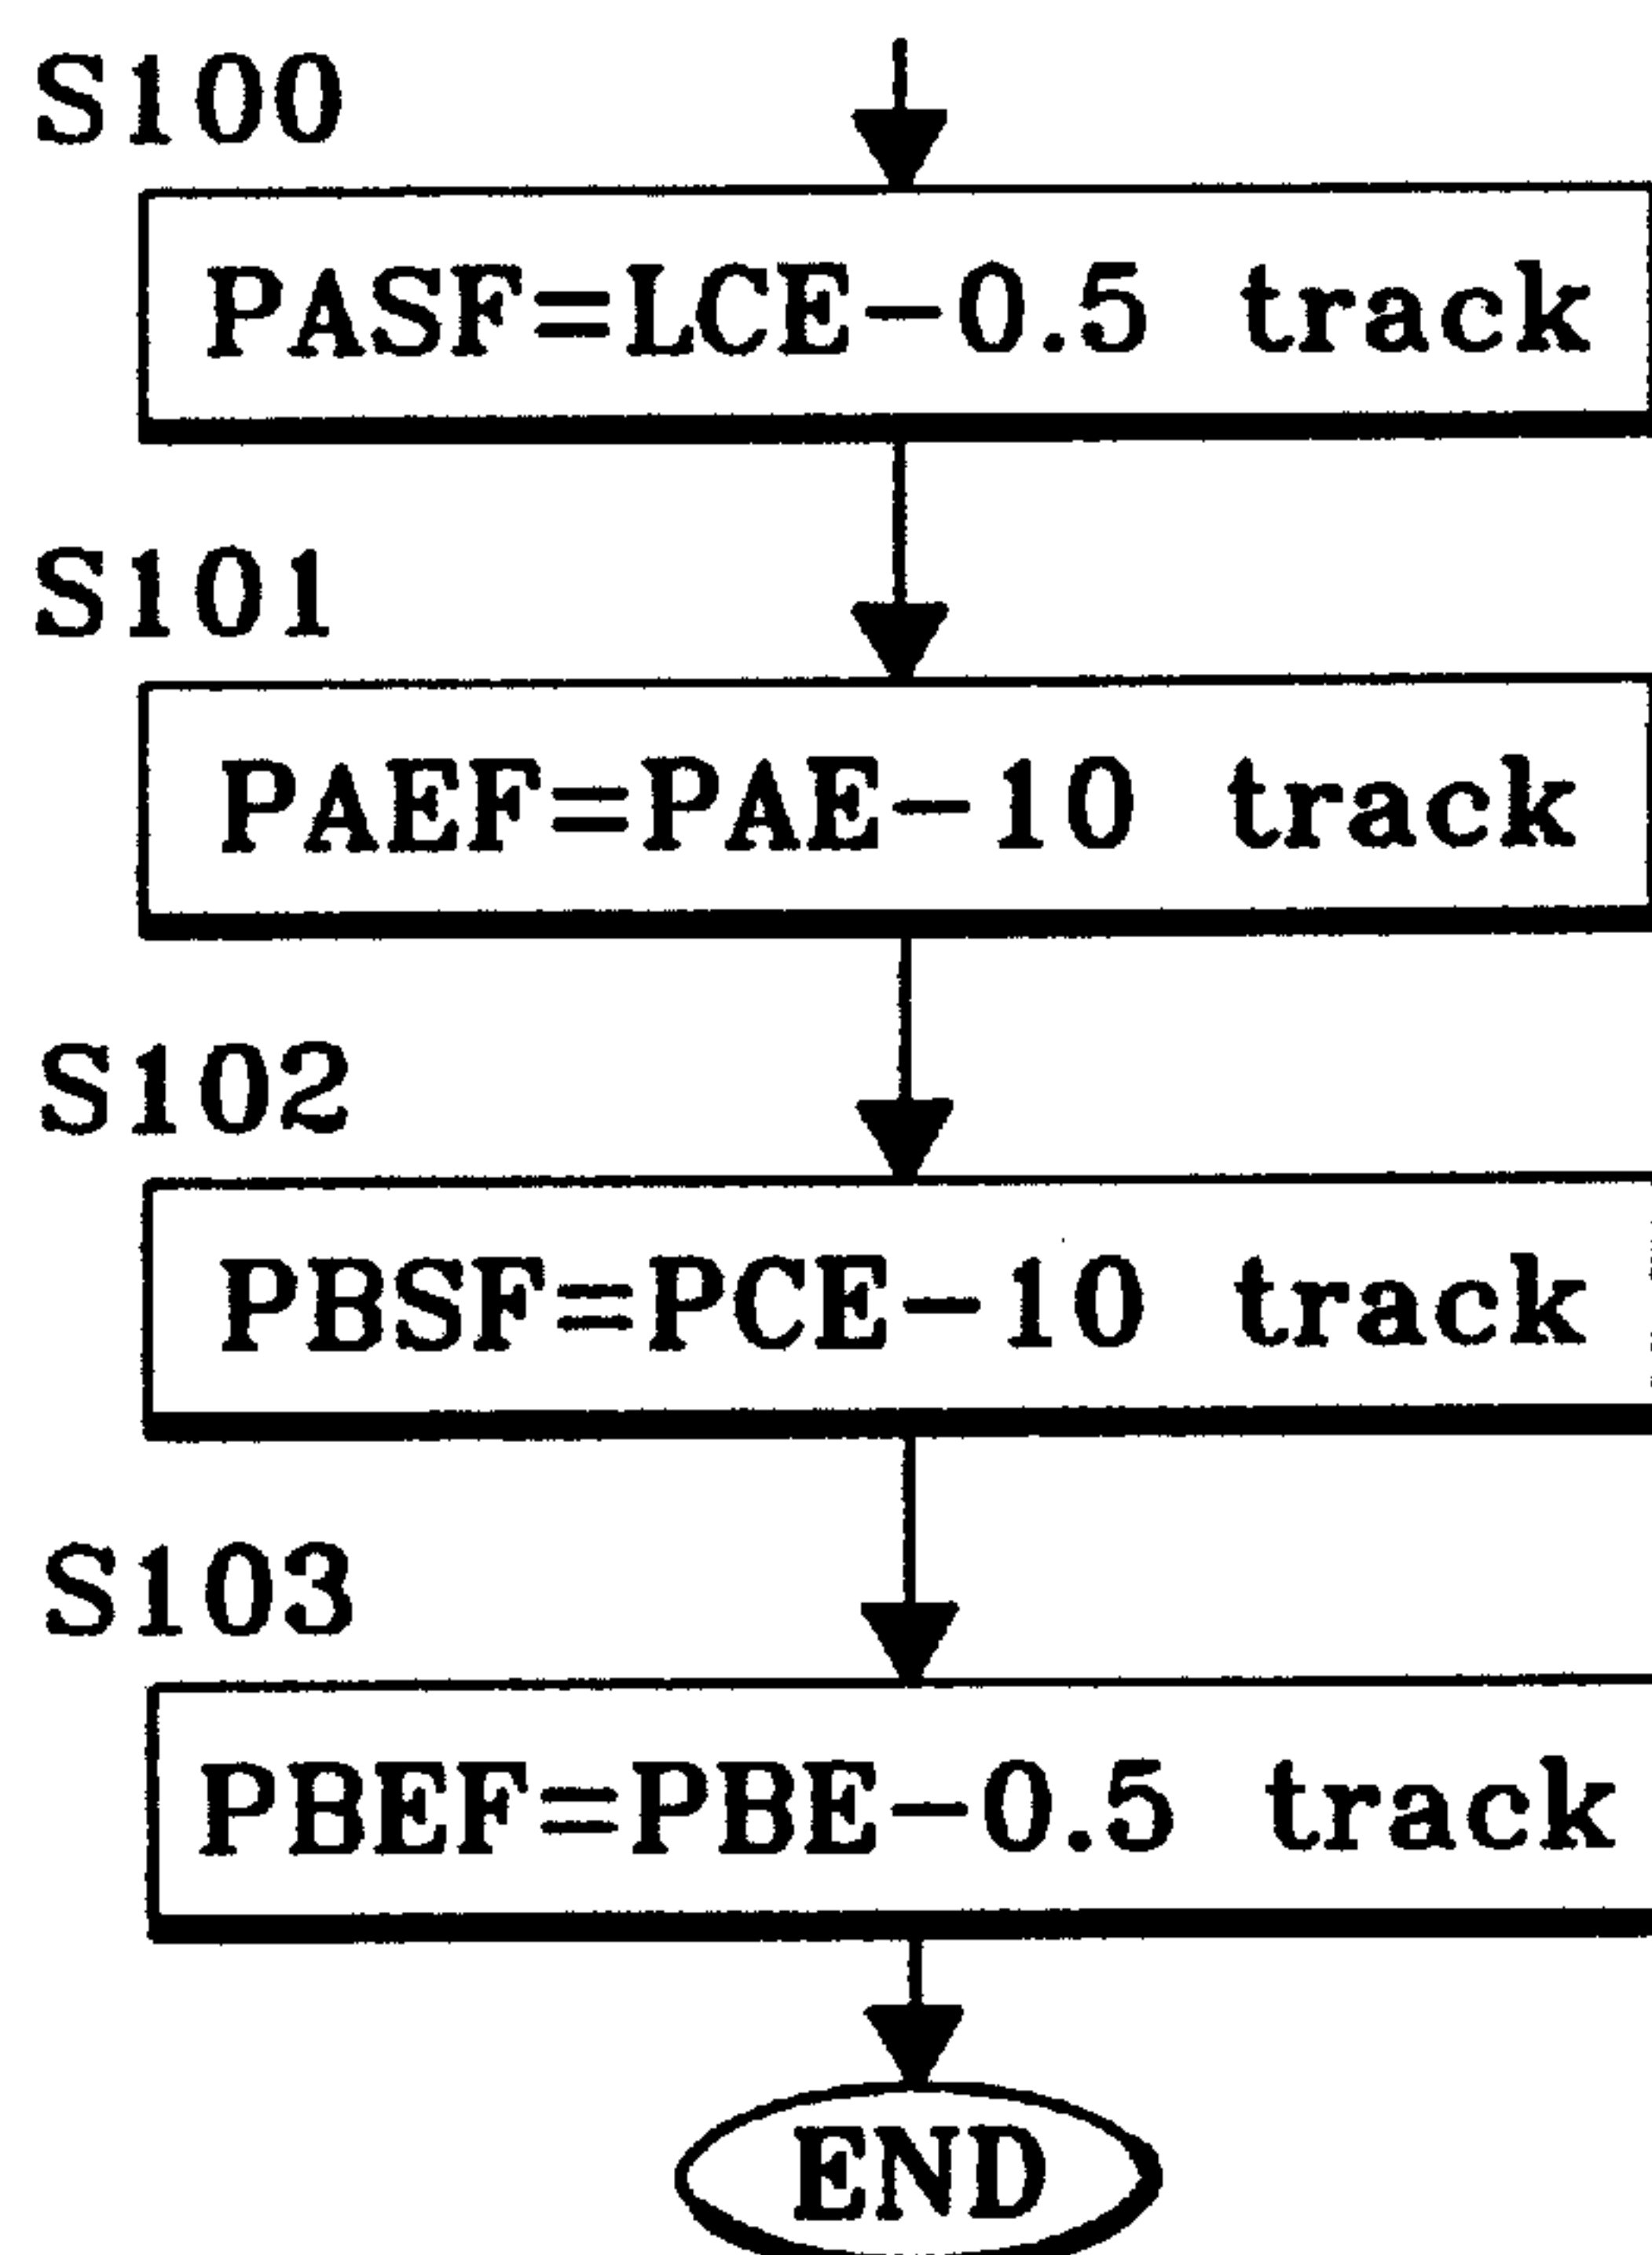 S100
PASF=LCE-0.5 track
S101
PAEF=PAE-10 track
S102
PBSF=PCE-10 track
S103
PBEF=PBE-0.5 track
END